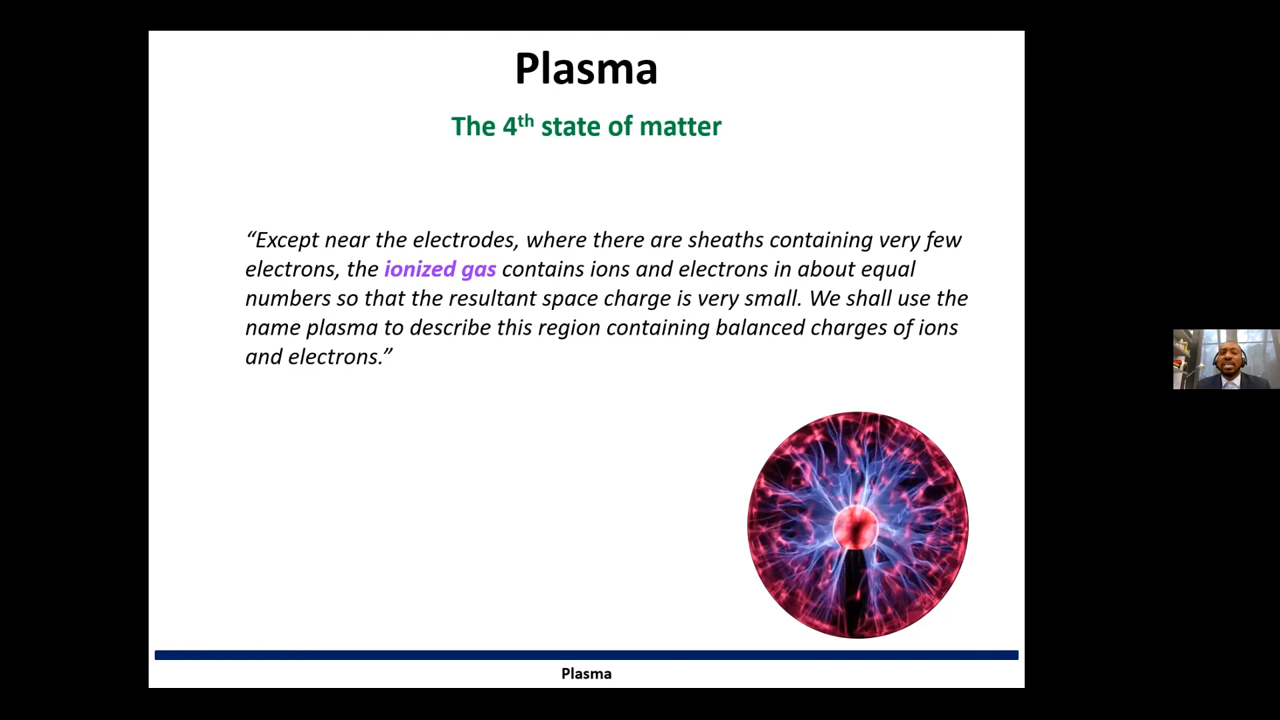 Plasma
The 4th state of matter
“Except near the electrodes, where there are sheaths containing very few
electrons, the ionized gas contains ions and electrons in about equal
numbers so that the resultant space charge is very small. We shall use the
name plasma to describe this region containing balanced charges of ions
and electrons.”
Plasma